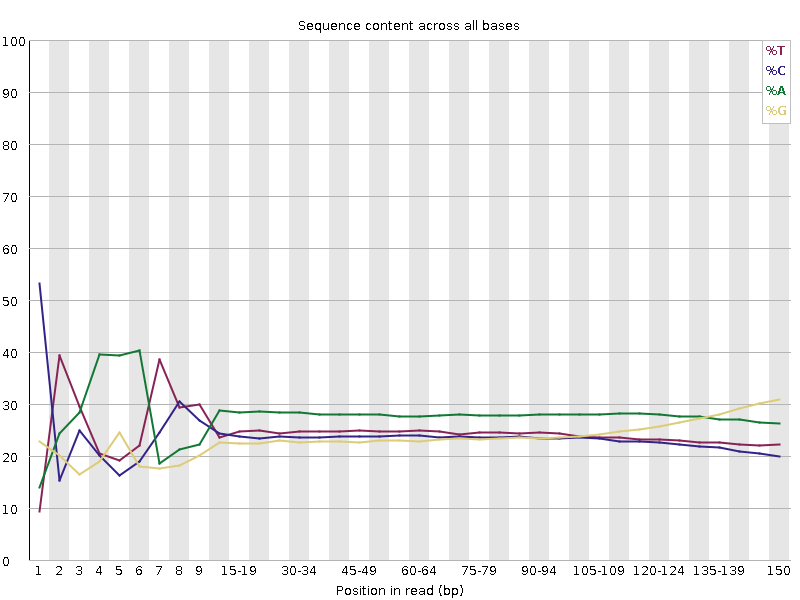 Sequence content across all bases
100
90
80
70
60
50
40
30
20
10
0
%T
%C
%A
%G
1 2 3 4 5 6 7 8 9 15-19 30-34 45-49 60-64 75-79 90-94 105-109 120-124 135-139 150
Position in read (bp)